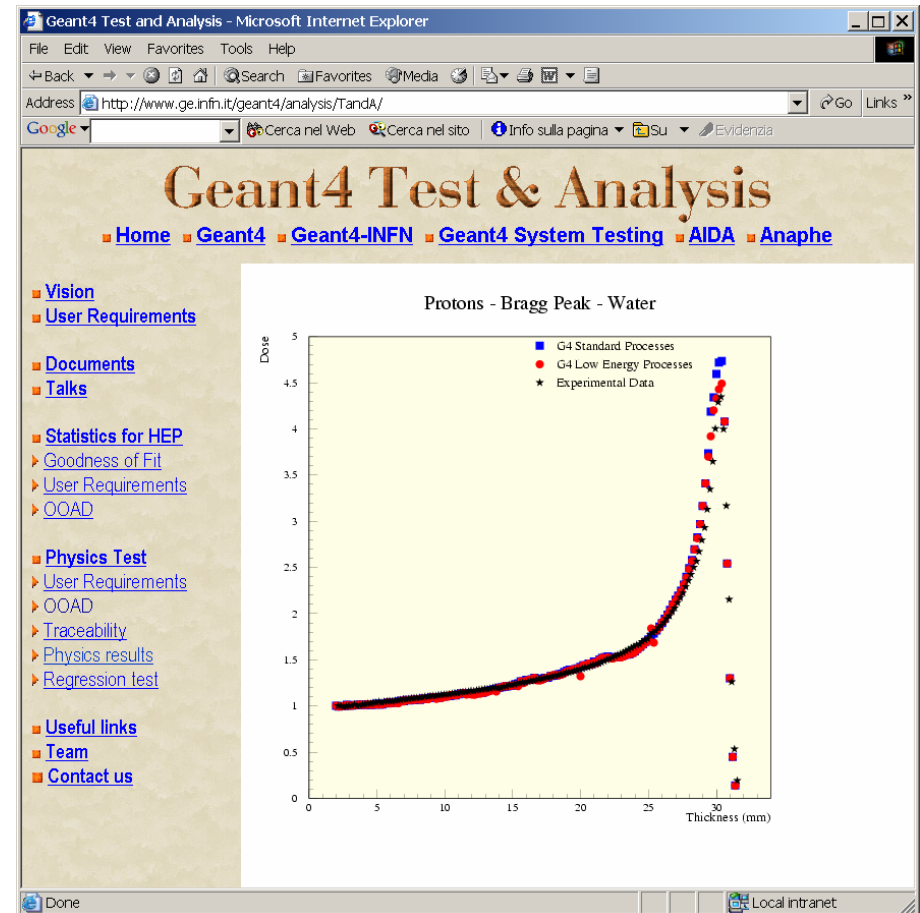 Geant4 Test and Analysis - Microsoft Internet Explorer
File Edit View Favorites Tools Help
Back Search Favorites Media
Address http://www.ge.infn.it/geant4/analysis/TandA/ Go Links »
Google Cerca nel Web Cerca nel sito Info sulla pagina Su Evidenzia
Geant4 Test & Analysis
Home Geant4 Geant4-INFN Geant4 System Testing AIDA Anaphe
Vision
User Requirements
Documents
Talks
Statistics for HEP
Goodness of Fit
User Requirements
OOAD
Physics Test
User Requirements
OOAD
Traceability
Physics results
Regression test
Useful links
Team
Contact us
Protons - Bragg Peak - Water
Dose
G4 Standard Processes
G4 Low Energy Processes
Experimental Data
5
4.5
4
3.5
3
2.5
2
1.5
1
0.5
0
0 5 10 15 20 25 30
Thickness (mm)
Done Local intranet